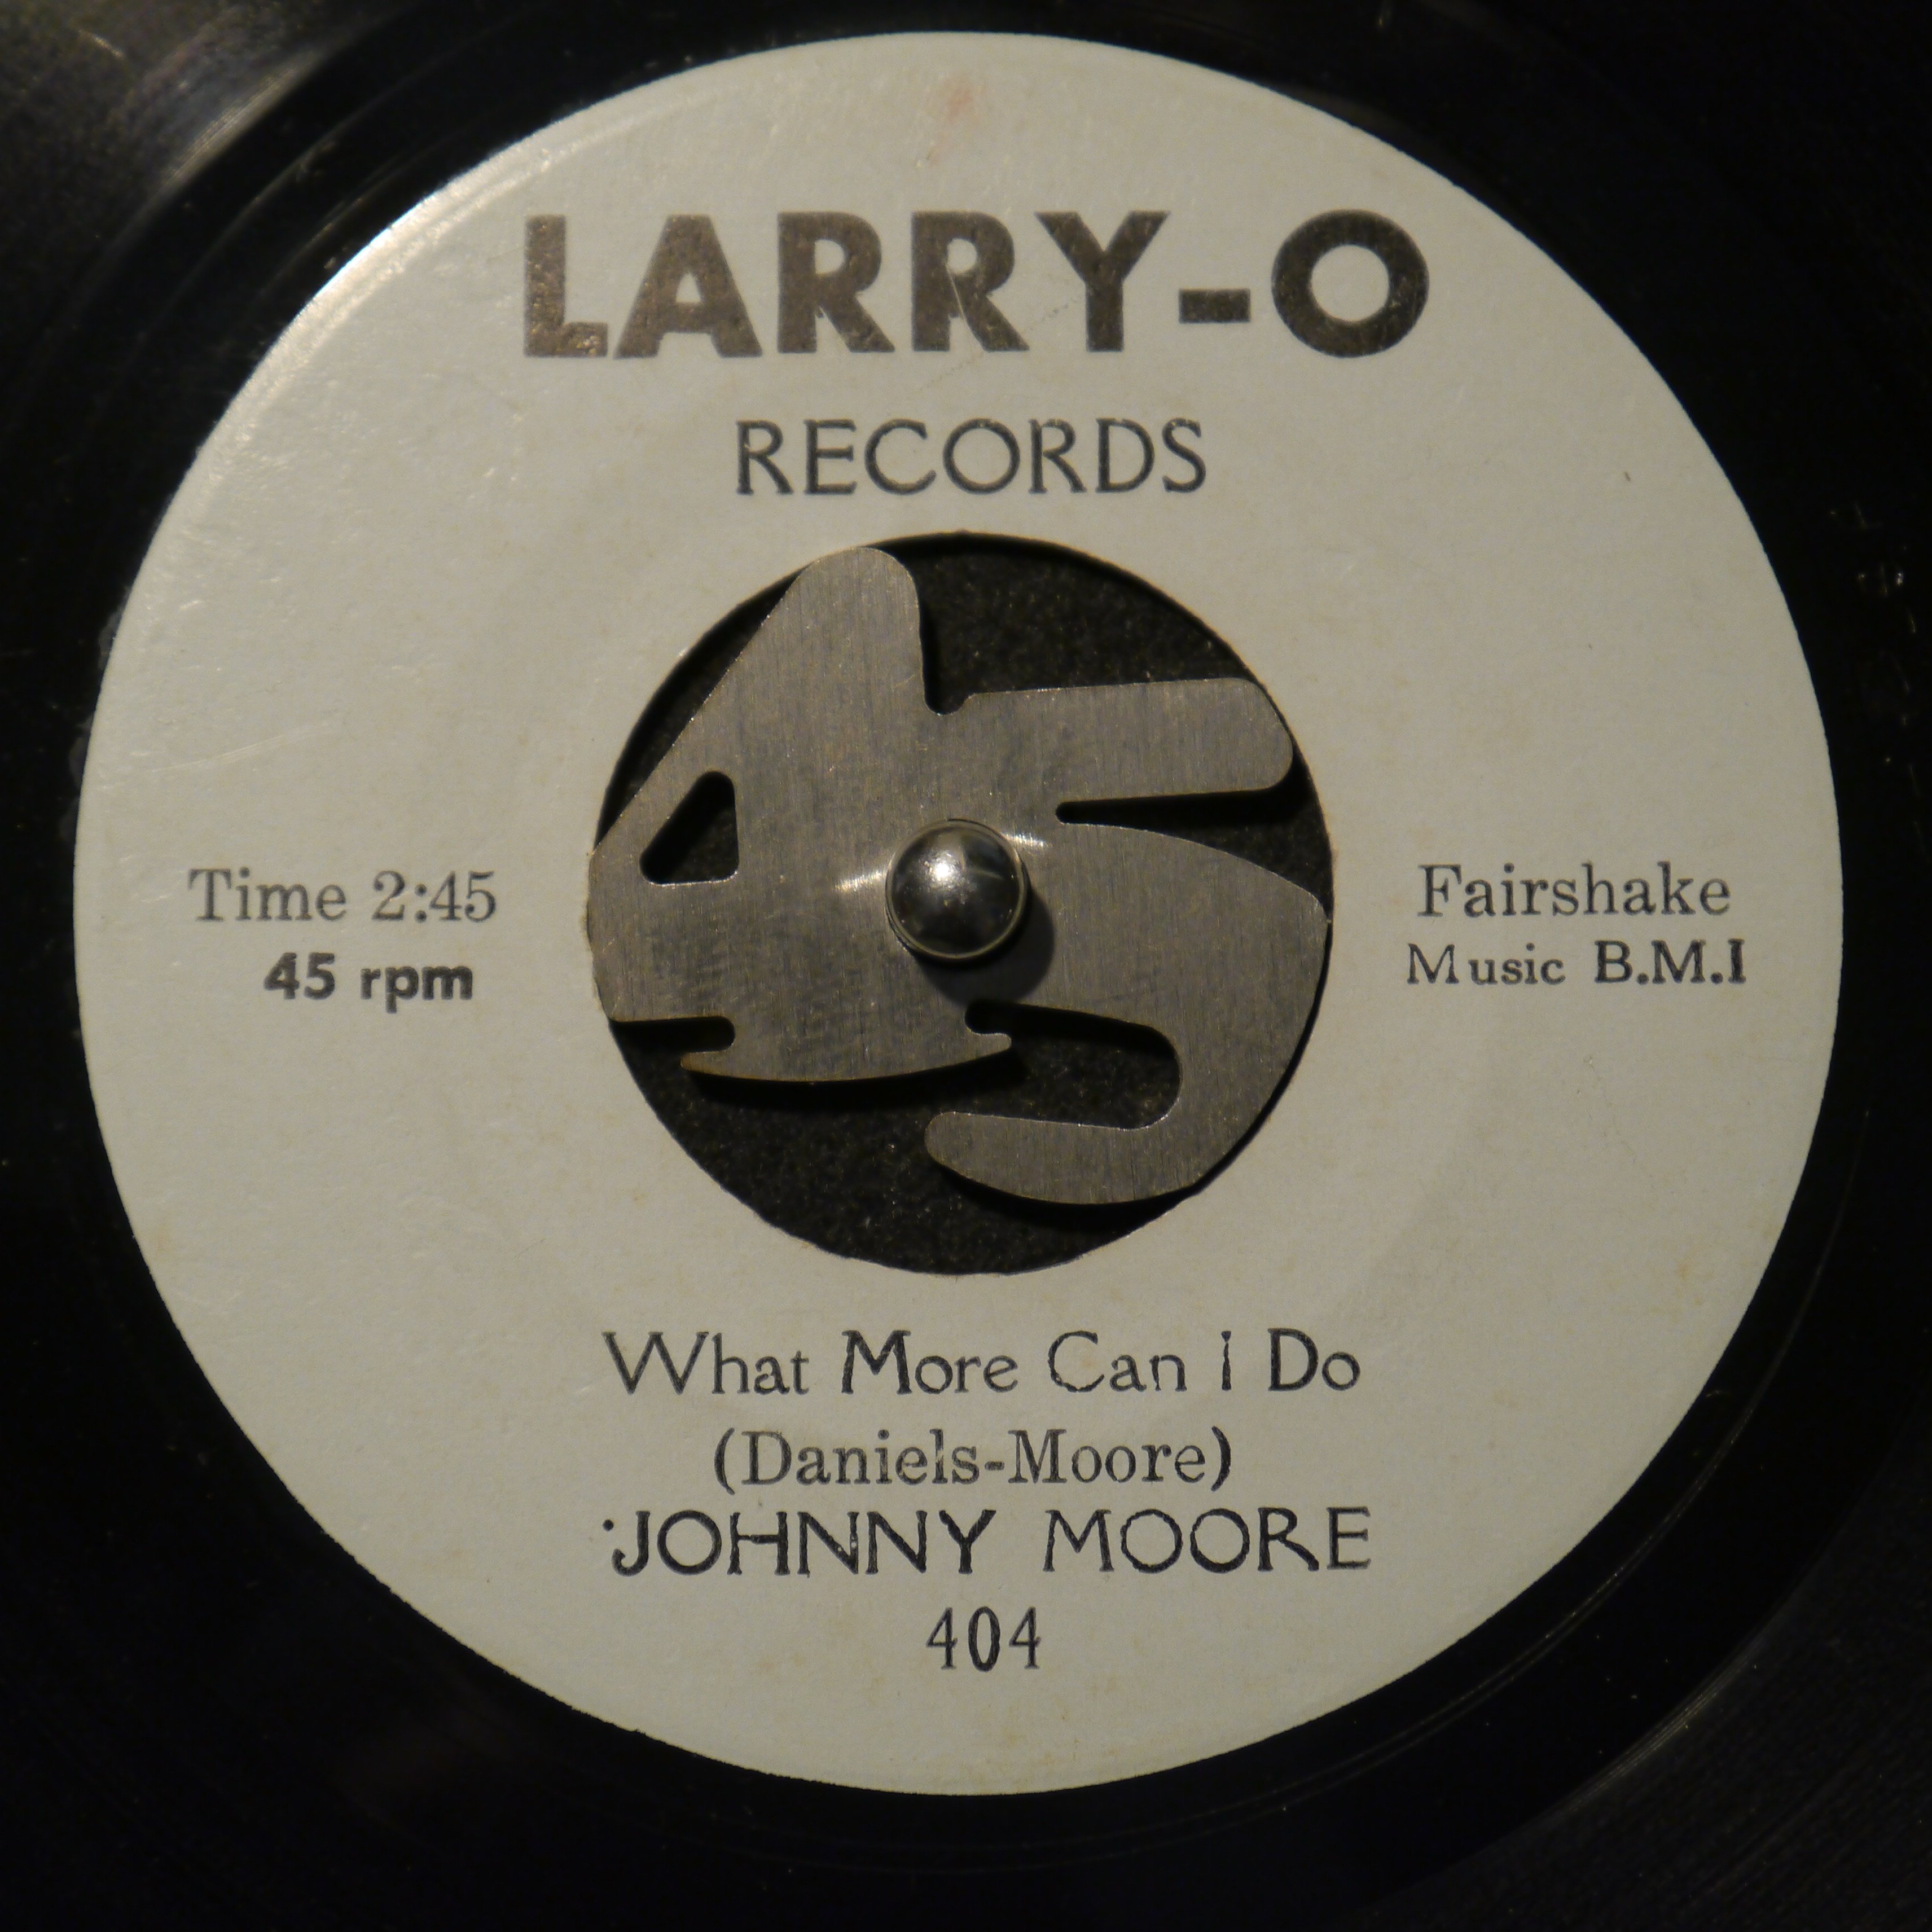 LARRY-O
RECORDS
45
Time 2:45
45 rpm
Fairshake
Music B.M.I
What More Can I Do
(Daniels-Moore)
JOHNNY MOORE
404